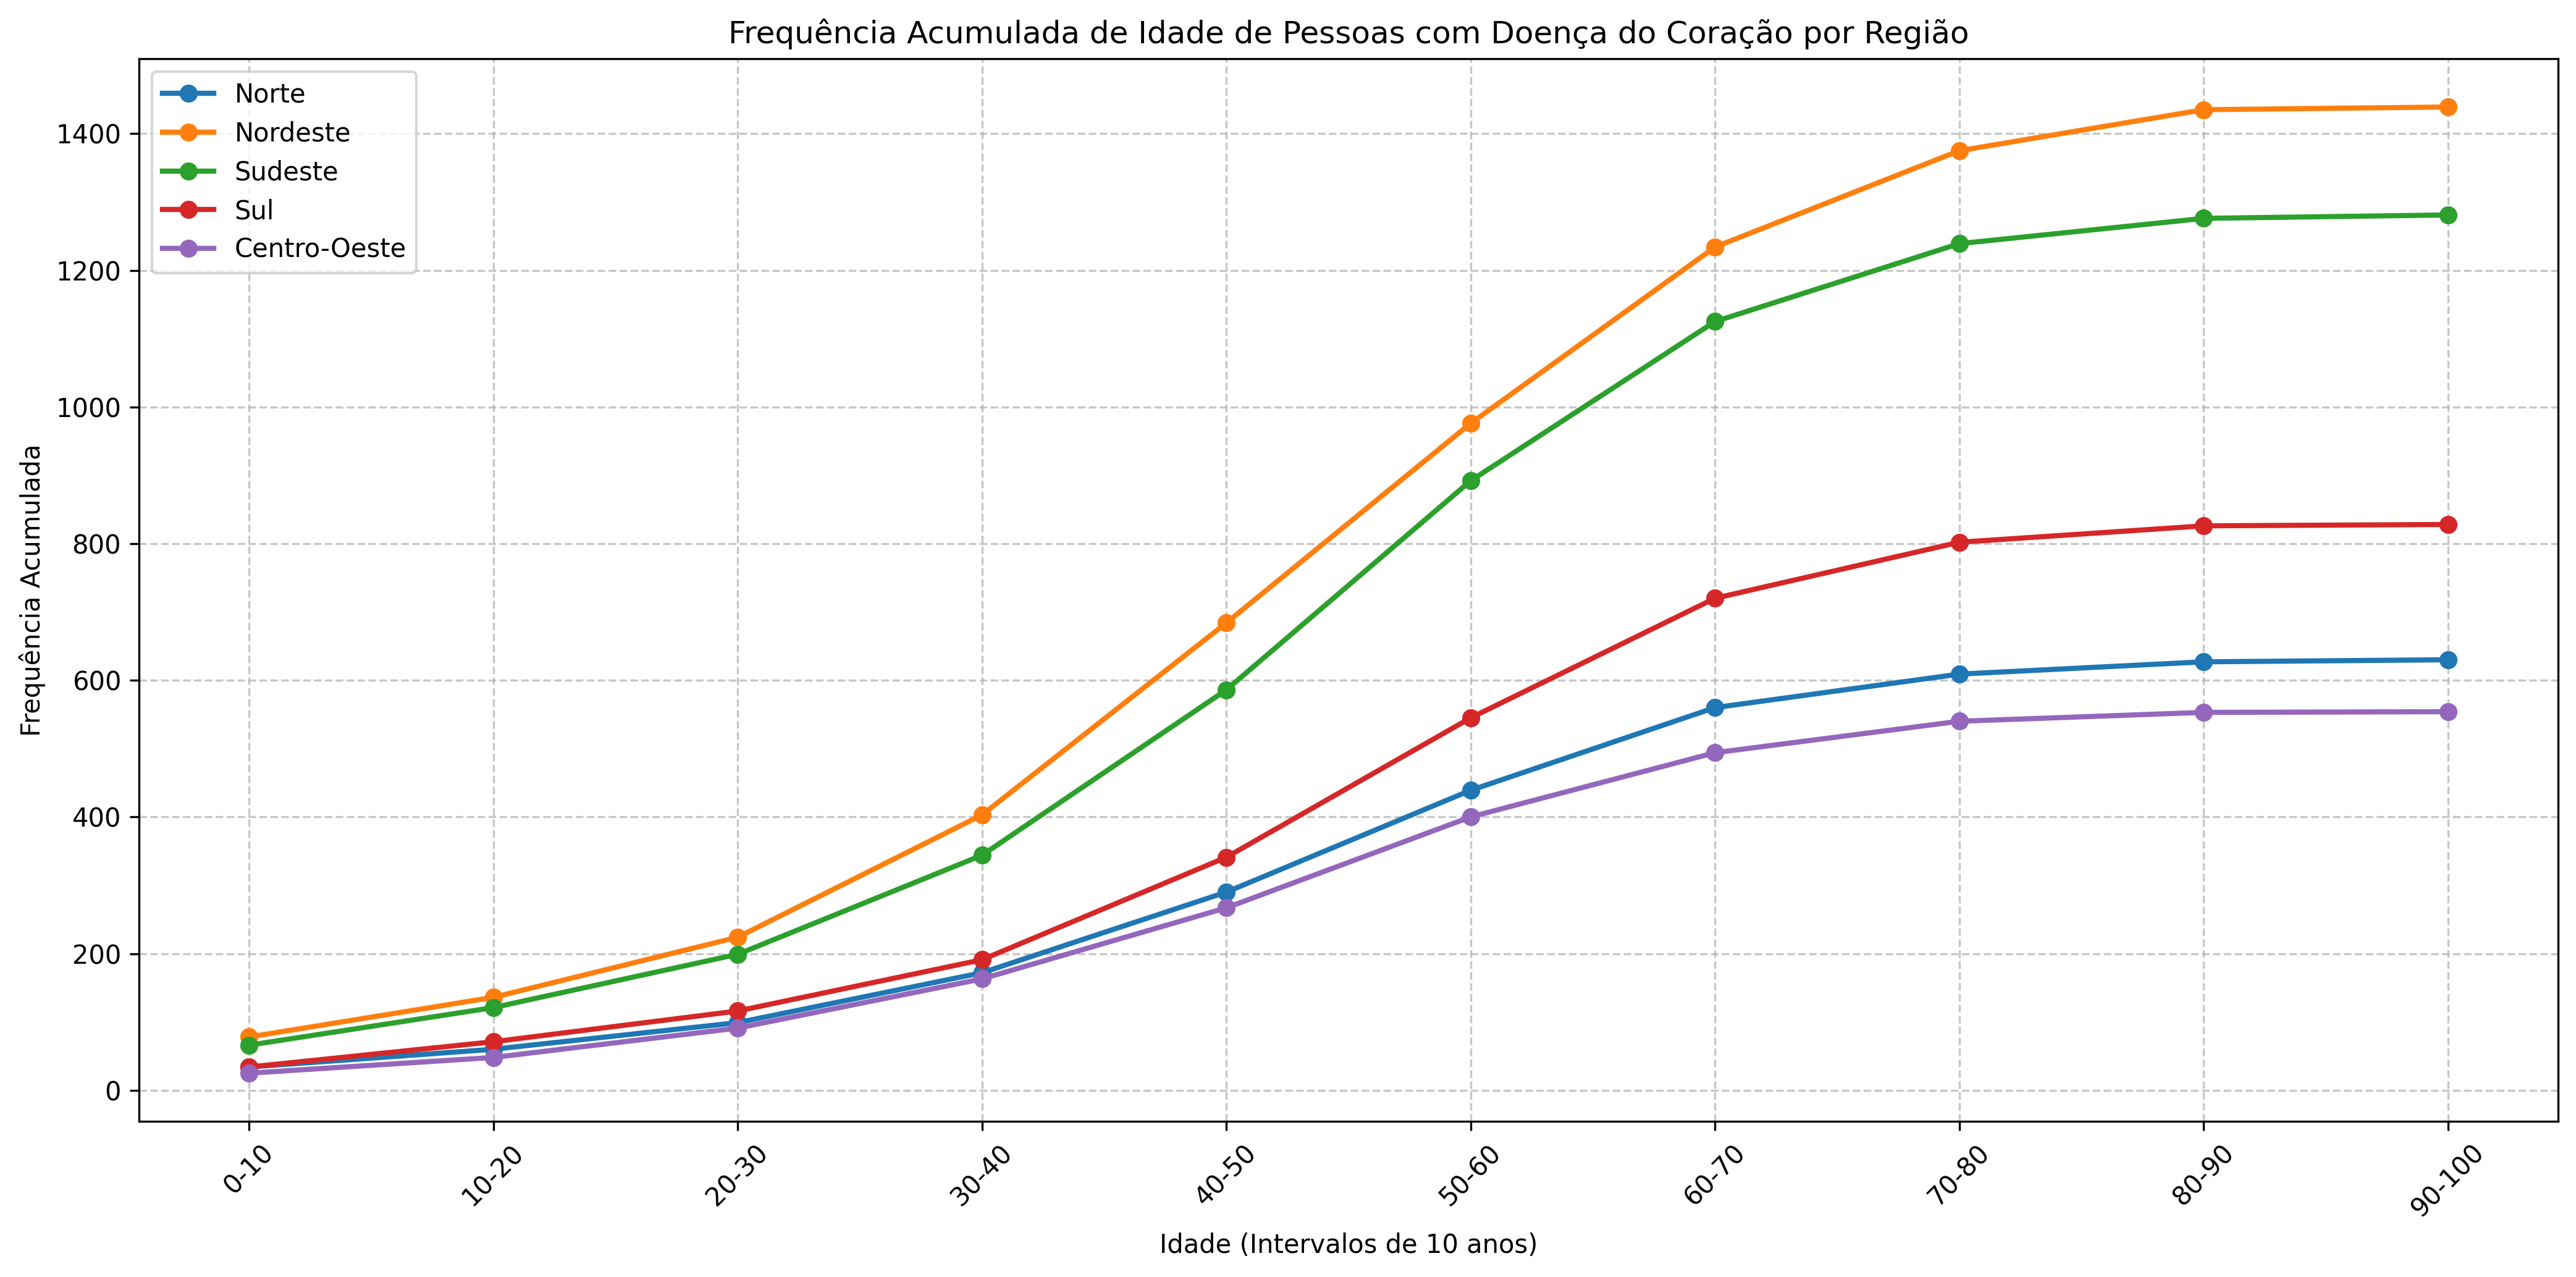 Frequência Acumulada de Idade de Pessoas com Doença do Coração por Região
Norte
Nordeste
Sudeste
Sul
Centro-Oeste
Frequência Acumulada
1400
1200
1000
800
600
400
200
0
0-10
10-20
20-30
30-40
40-50
50-60
60-70
70-80
80-90
90-100
Idade (Intervalos de 10 anos)